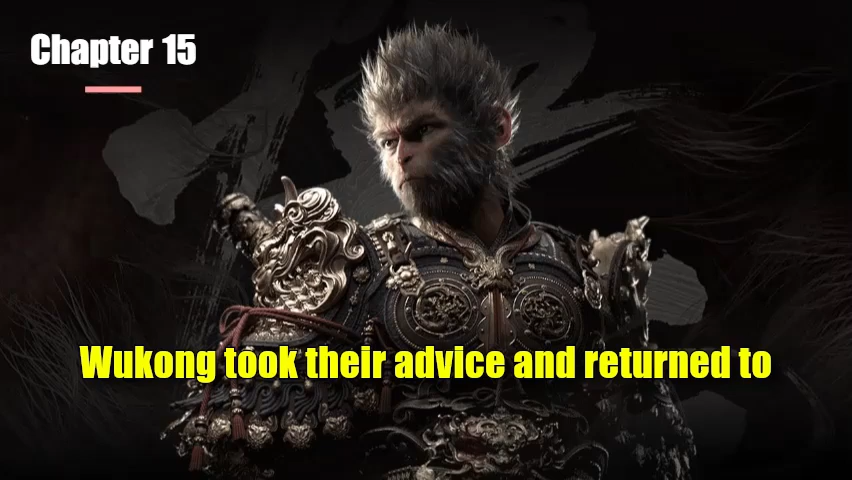 Chapter 15
Wukong took their advice and returned to